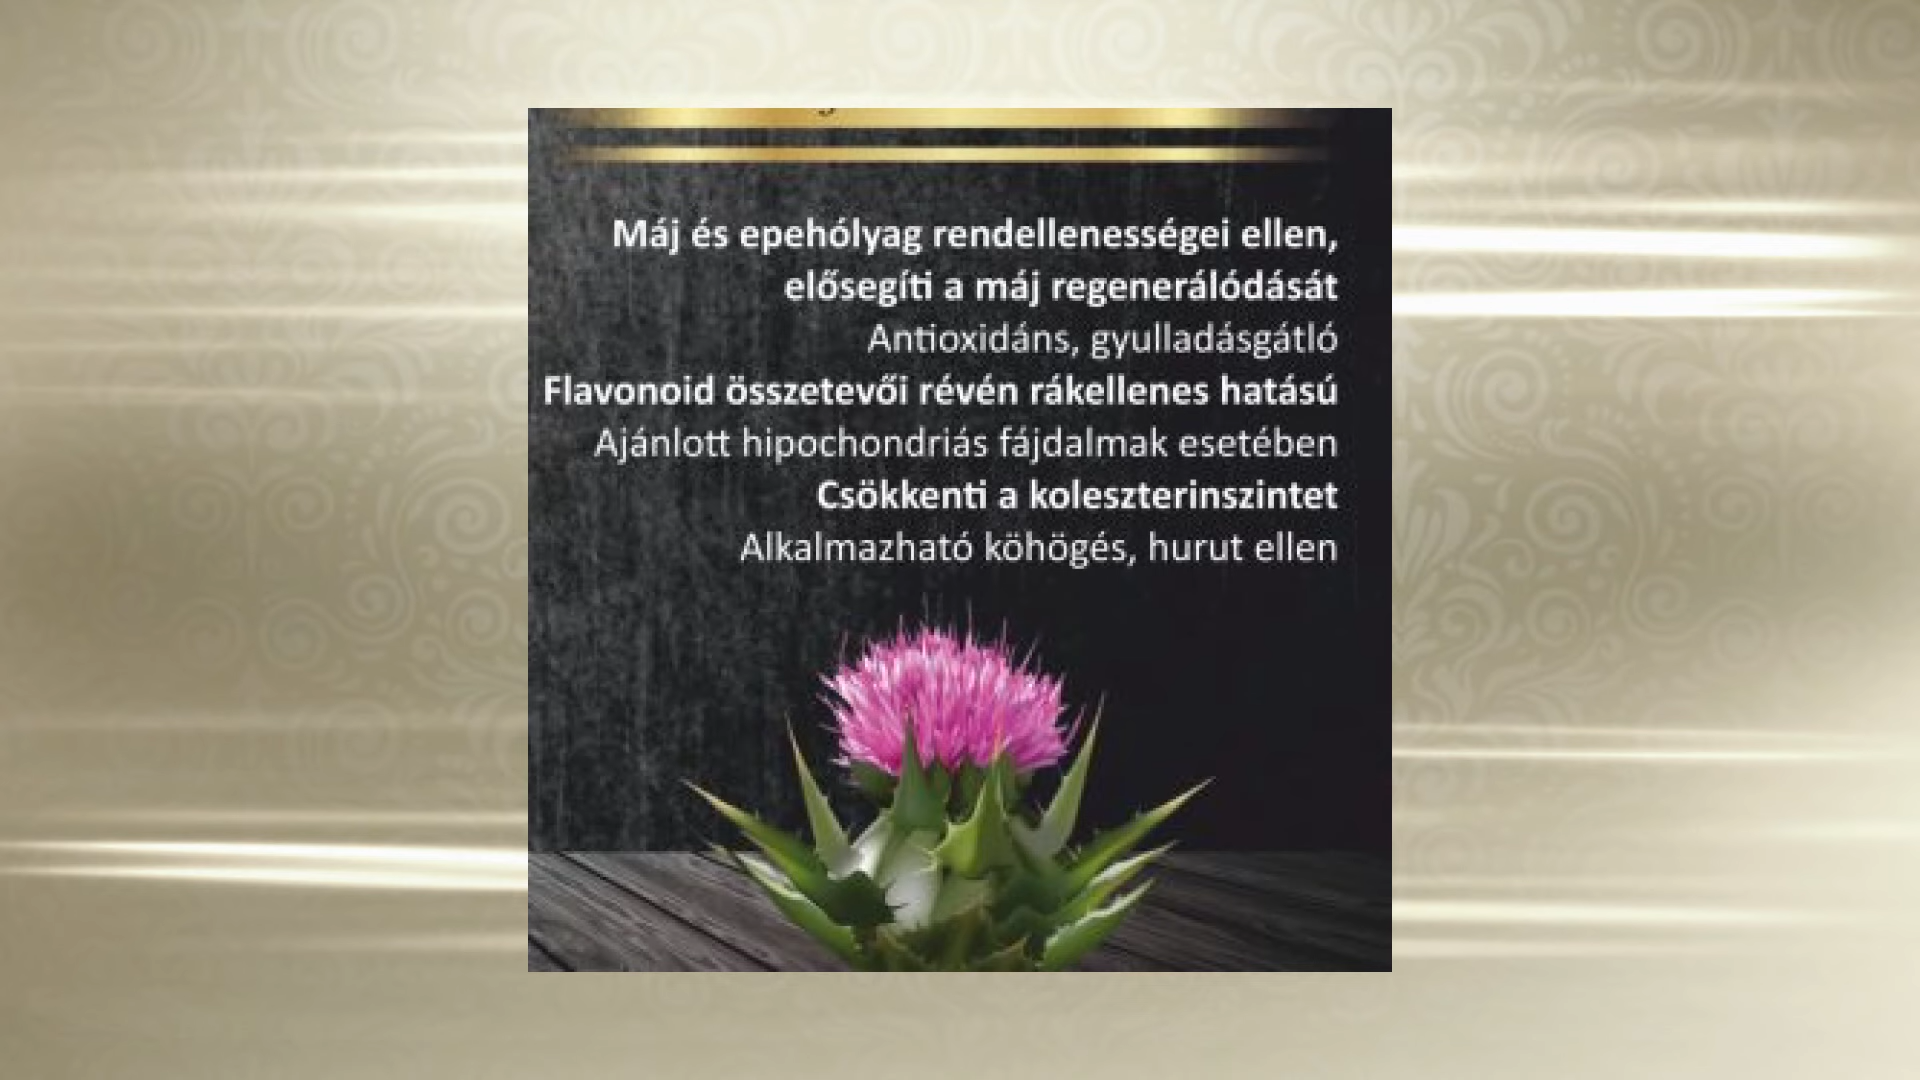 Máj és epehólyag rendellenességei ellen,
elősegíti a máj regenerálódását
Antioxidáns, gyulladásgátló
Flavonoid összetevői révén rákellenes hatású
Ajánlott hipochondriás fájdalmak esetében
Csökkenti a koleszterinszintet
Alkalmazható köhögés, hurut ellen